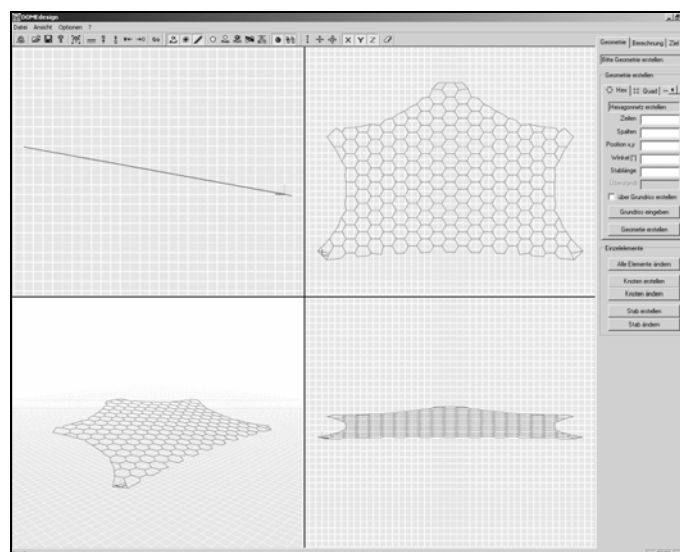 DOMEdesign
Datei Ansicht Optionen ?
Geometrie Berechnung Ziel
Bitte Geometrie erstellen.
Geometrie erstellen
Hex Quad
Hexagonnetz erstellen
Zeilen
Spalten
Position x,y
Winkel [°]
Stablänge
Überstand
über Grundriss erstellen
Grundriss eingeben
Geometrie erstellen
Einzelelemente
Alle Elemente ändern
Knoten erstellen
Knoten ändern
Stab erstellen
Stab ändern
X Y Z